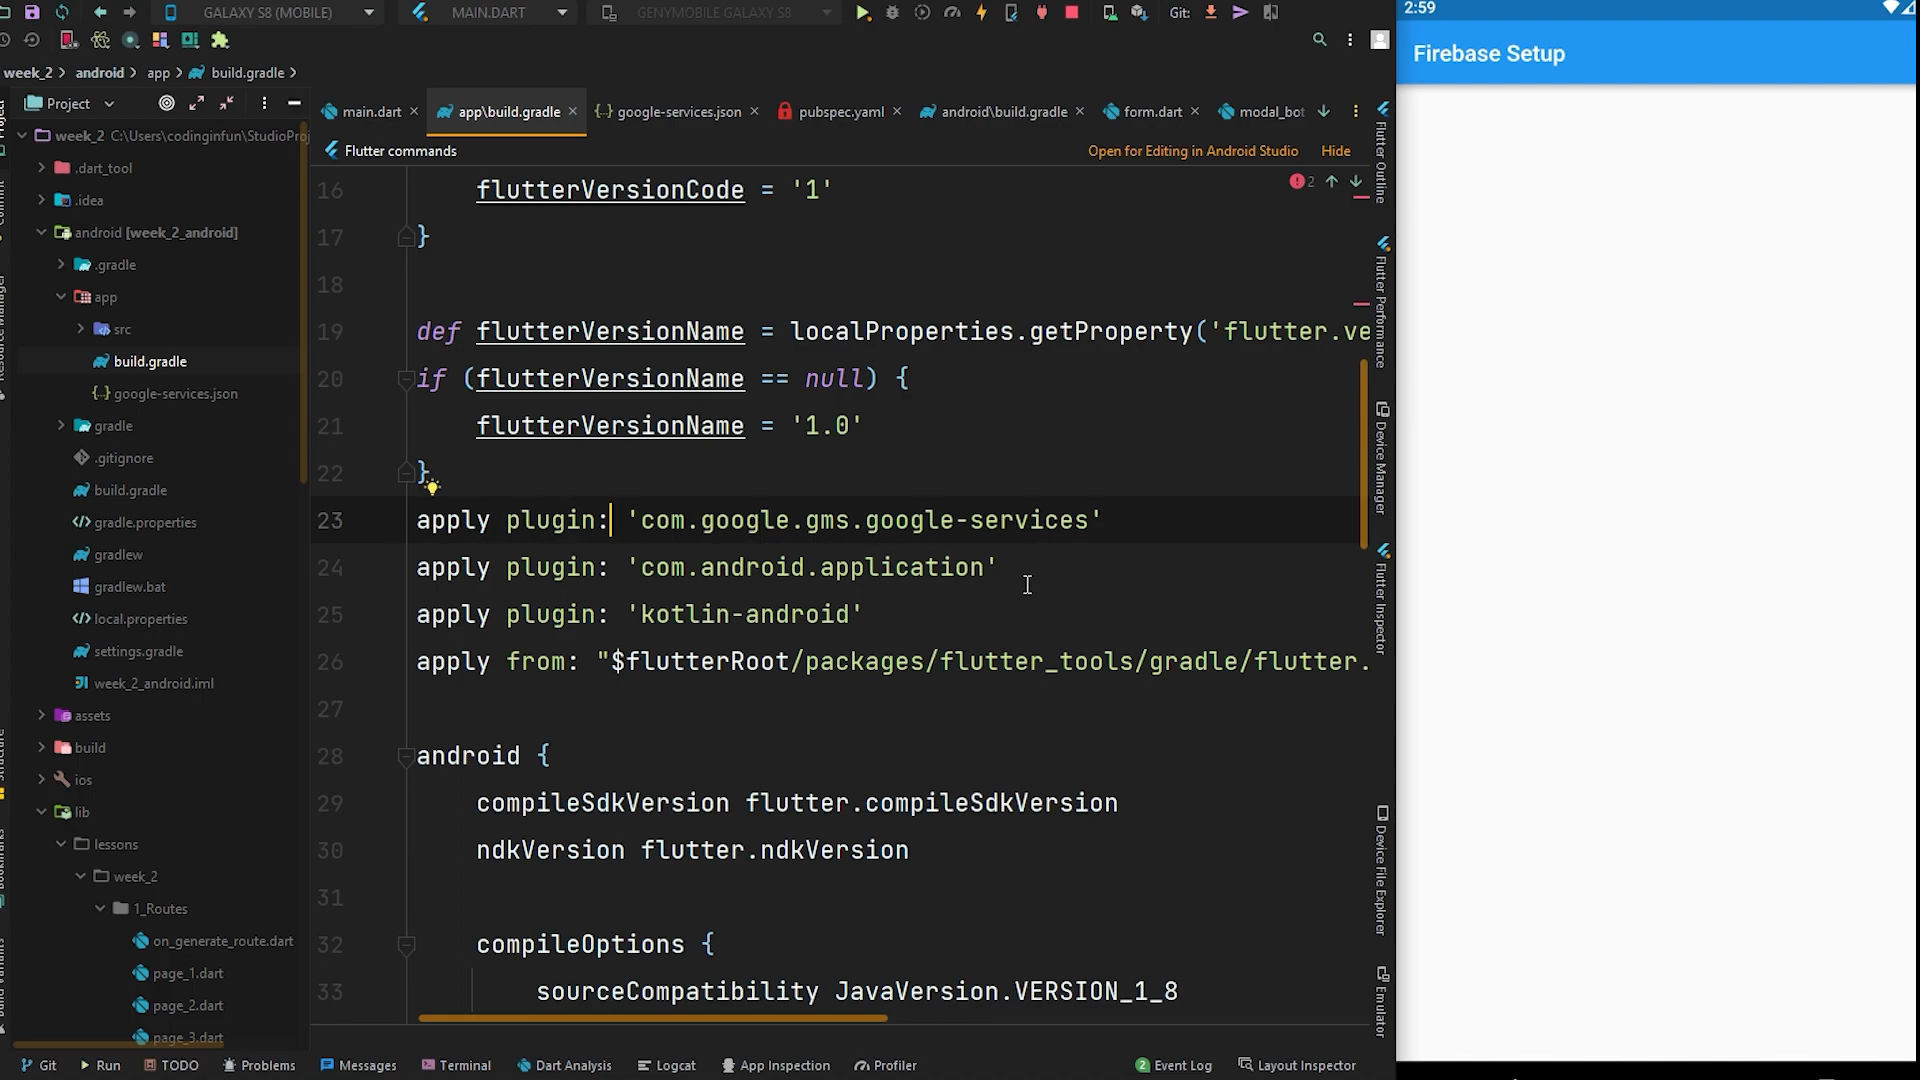 GALAXY S8 (MOBILE)
MAIN.DART
GENYMOBILE GALAXY S8
Git:
2:59
Firebase Setup
week_2
android
app
build.gradle
Project
main.dart
app\build.gradle
google-services.json
pubspec.yaml
android\build.gradle
form.dart
modal_bot
Flutter commands
Open for Editing in Android Studio
Hide
week_2 C:\Users\codinginfun\StudioProj
.dart_tool
.idea
android [week_2_android]
.gradle
app
src
build.gradle
google-services.json
gradle
.gitignore
build.gradle
gradle.properties
gradlew
gradlew.bat
local.properties
settings.gradle
week_2_android.iml
assets
build
ios
lib
lessons
week_2
1_Routes
on_generate_route.dart
page_1.dart
page_2.dart
page_3.dart
2
16 flutterVersionCode = '1'
17 }
18
19 def flutterVersionName = localProperties.getProperty('flutter.ve
20 if (flutterVersionName == null) {
21 flutterVersionName = '1.0'
22 }
23 apply plugin: 'com.google.gms.google-services'
24 apply plugin: 'com.android.application'
25 apply plugin: 'kotlin-android'
26 apply from: "$flutterRoot/packages/flutter_tools/gradle/flutter.
27
28 android {
29 compileSdkVersion flutter.compileSdkVersion
30 ndkVersion flutter.ndkVersion
31
32 compileOptions {
33 sourceCompatibility JavaVersion.VERSION_1_8
Flutter Outline
Flutter Performance
Device Manager
Flutter Inspector
Device File Explorer
Emulator
Git
Run
TODO
Problems
Messages
Terminal
Dart Analysis
Logcat
App Inspection
Profiler
2 Event Log
Layout Inspector